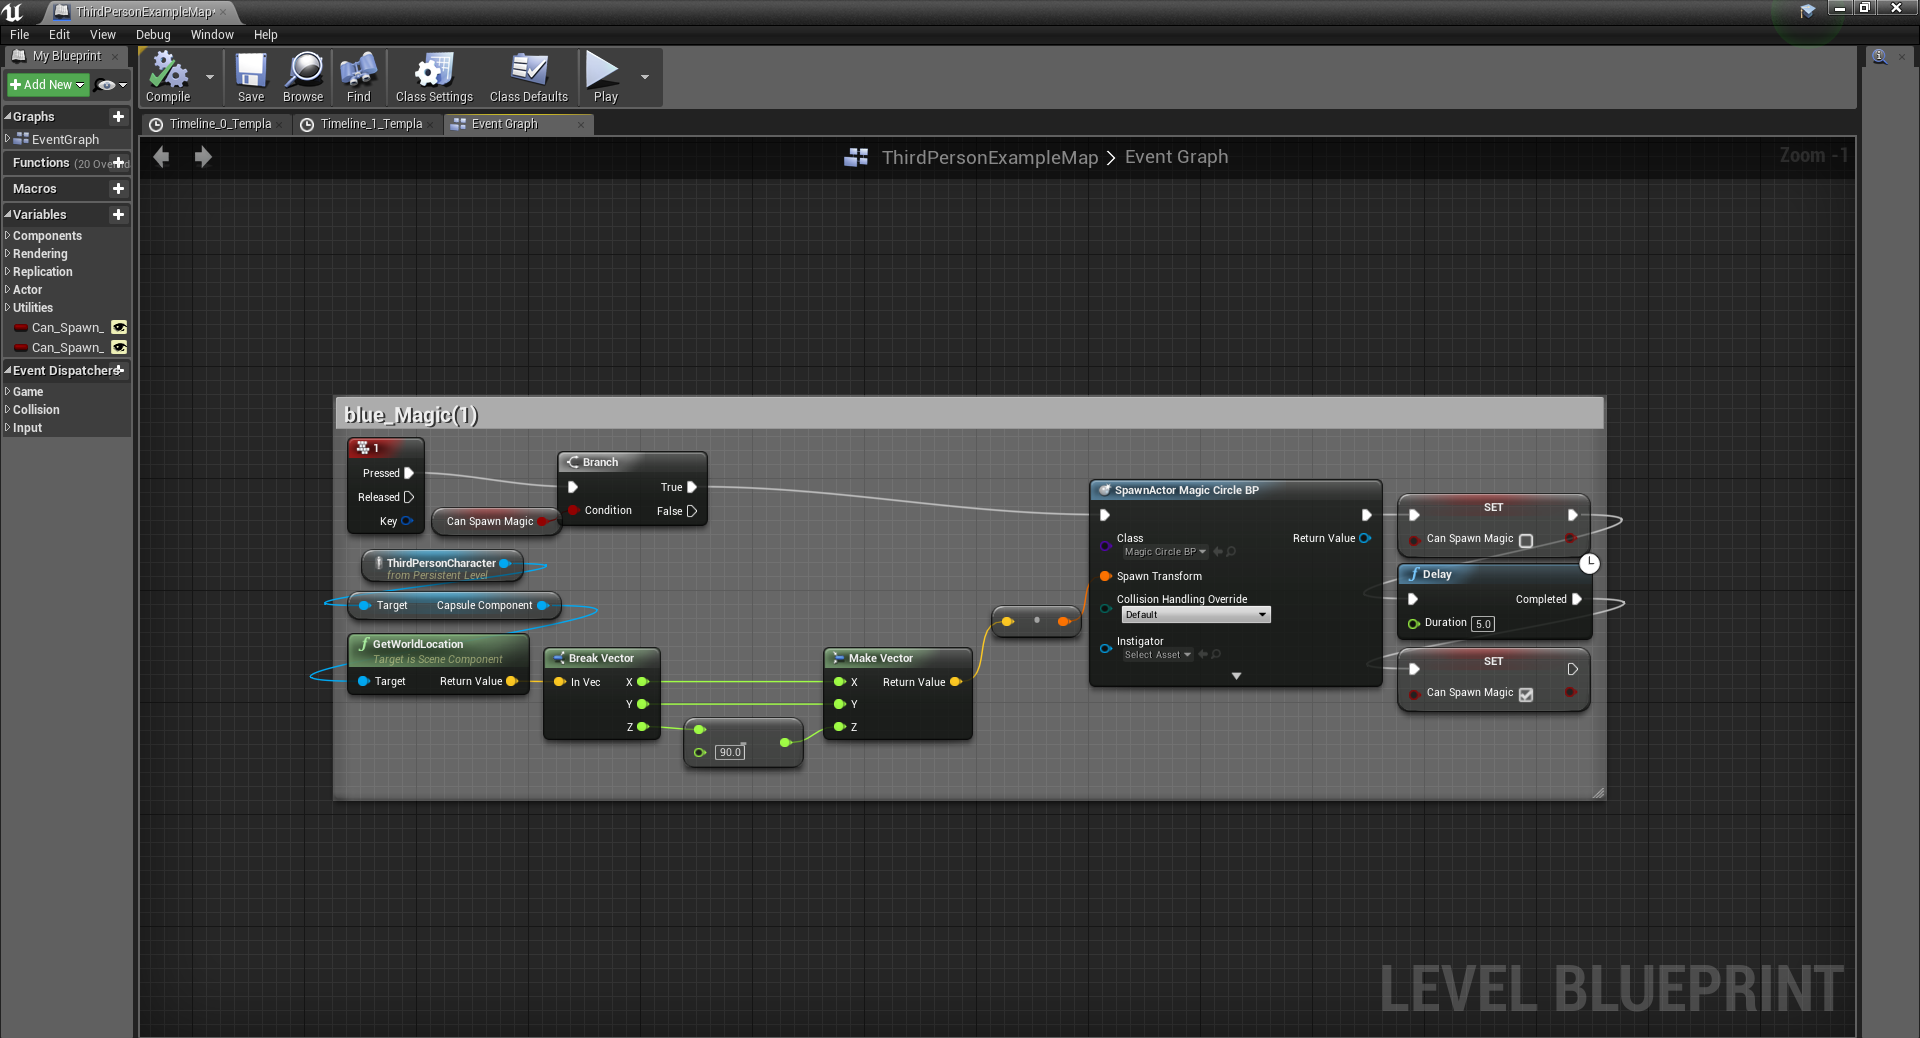 ThirdPersonExampleMap*
File Edit View Debug Window Help
My Blueprint
Add New
Compile Save Browse Find Class Settings Class Defaults Play
Graphs
EventGraph
Functions (20 Overrid
Macros
Variables
Components
Rendering
Replication
Actor
Utilities
Can_Spawn_
Can_Spawn_
Event Dispatchers
Game
Collision
Input
Timeline_0_Templa
Timeline_1_Templa
Event Graph
ThirdPersonExampleMap > Event Graph
Zoom -1
blue_Magic(1)
1
Pressed
Released
Key
Can Spawn Magic
Branch
True
Condition
False
ThirdPersonCharacter
from Persistent Level
Target Capsule Component
GetWorldLocation
Target is Scene Component
Target Return Value
Break Vector
In Vec X
Y
Z
90.0
Make Vector
X Return Value
Y
Z
SpawnActor Magic Circle BP
Class
Magic Circle BP
Return Value
Spawn Transform
Collision Handling Override
Default
Instigator
Select Asset
SET
Can Spawn Magic
Delay
Completed
Duration 5.0
SET
Can Spawn Magic
LEVEL BLUEPRINT